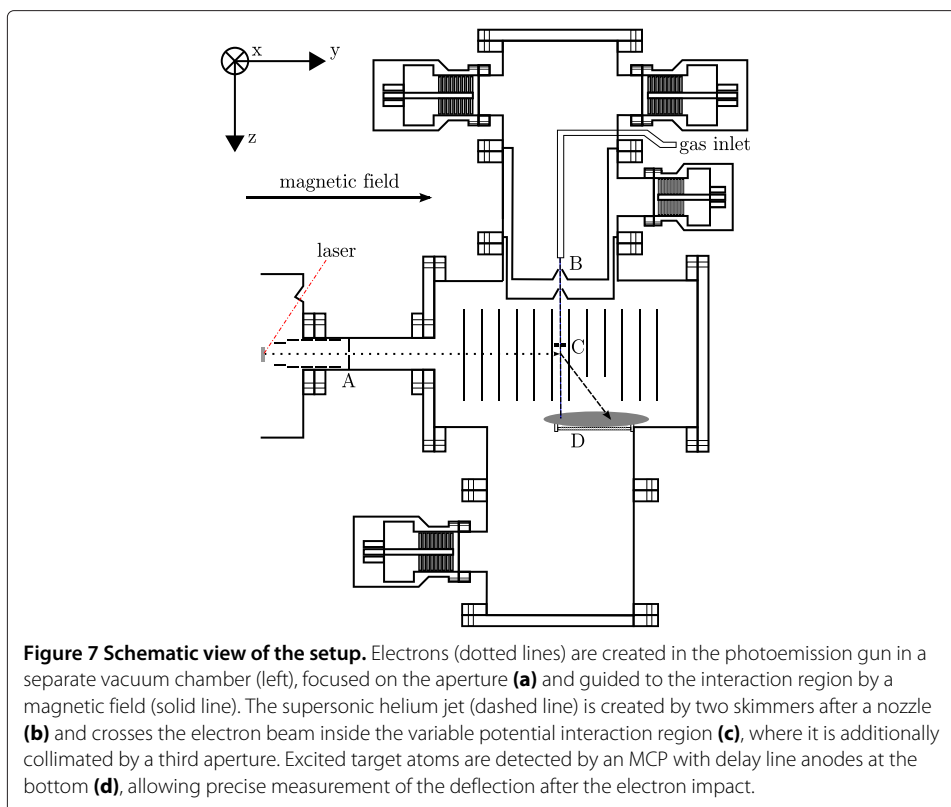 x
y
z
gas inlet
magnetic field
B
laser
C
A
D
Figure 7 Schematic view of the setup. Electrons (dotted lines) are created in the photoemission gun in a
separate vacuum chamber (left), focused on the aperture (a) and guided to the interaction region by a
magnetic field (solid line). The supersonic helium jet (dashed line) is created by two skimmers after a nozzle
(b) and crosses the electron beam inside the variable potential interaction region (c), where it is additionally
collimated by a third aperture. Excited target atoms are detected by an MCP with delay line anodes at the
bottom (d), allowing precise measurement of the deflection after the electron impact.